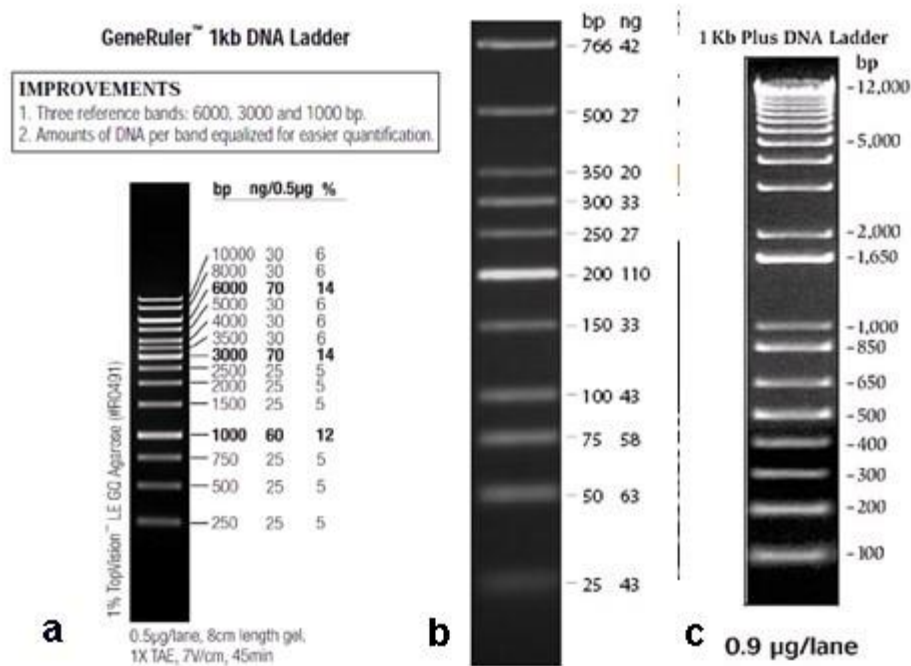 GeneRuler™ 1kb DNA Ladder
IMPROVEMENTS
1. Three reference bands: 6000, 3000 and 1000 bp.
2. Amounts of DNA per band equalized for easier quantification.
bp ng/0.5µg %
10000 30 6
8000 30 6
6000 70 14
5000 30 6
4000 30 6
3500 30 6
3000 70 14
2500 25 5
2000 25 5
1500 25 5
1000 60 12
750 25 5
500 25 5
250 25 5
1% TopVision™ LE GQ Agarose (#R0491)
0.5µg/lane, 8cm length gel,
1X TAE, 7V/cm, 45min
a
bp ng
766 42
500 27
350 20
300 33
250 27
200 110
150 33
100 43
75 58
50 63
25 43
b
1 Kb Plus DNA Ladder
bp
-12,000
-5,000
-2,000
-1,650
-1,000
-850
-650
-500
-400
-300
-200
-100
0.9 µg/lane
c